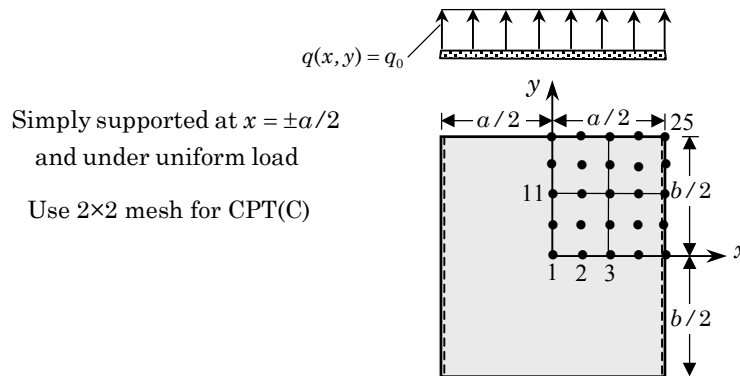 q(x, y) = q₀
y
a/2
a/2
25
Simply supported at x = ±a/2
and under uniform load
Use 2×2 mesh for CPT(C)
11
b/2
x
1
2
3
b/2